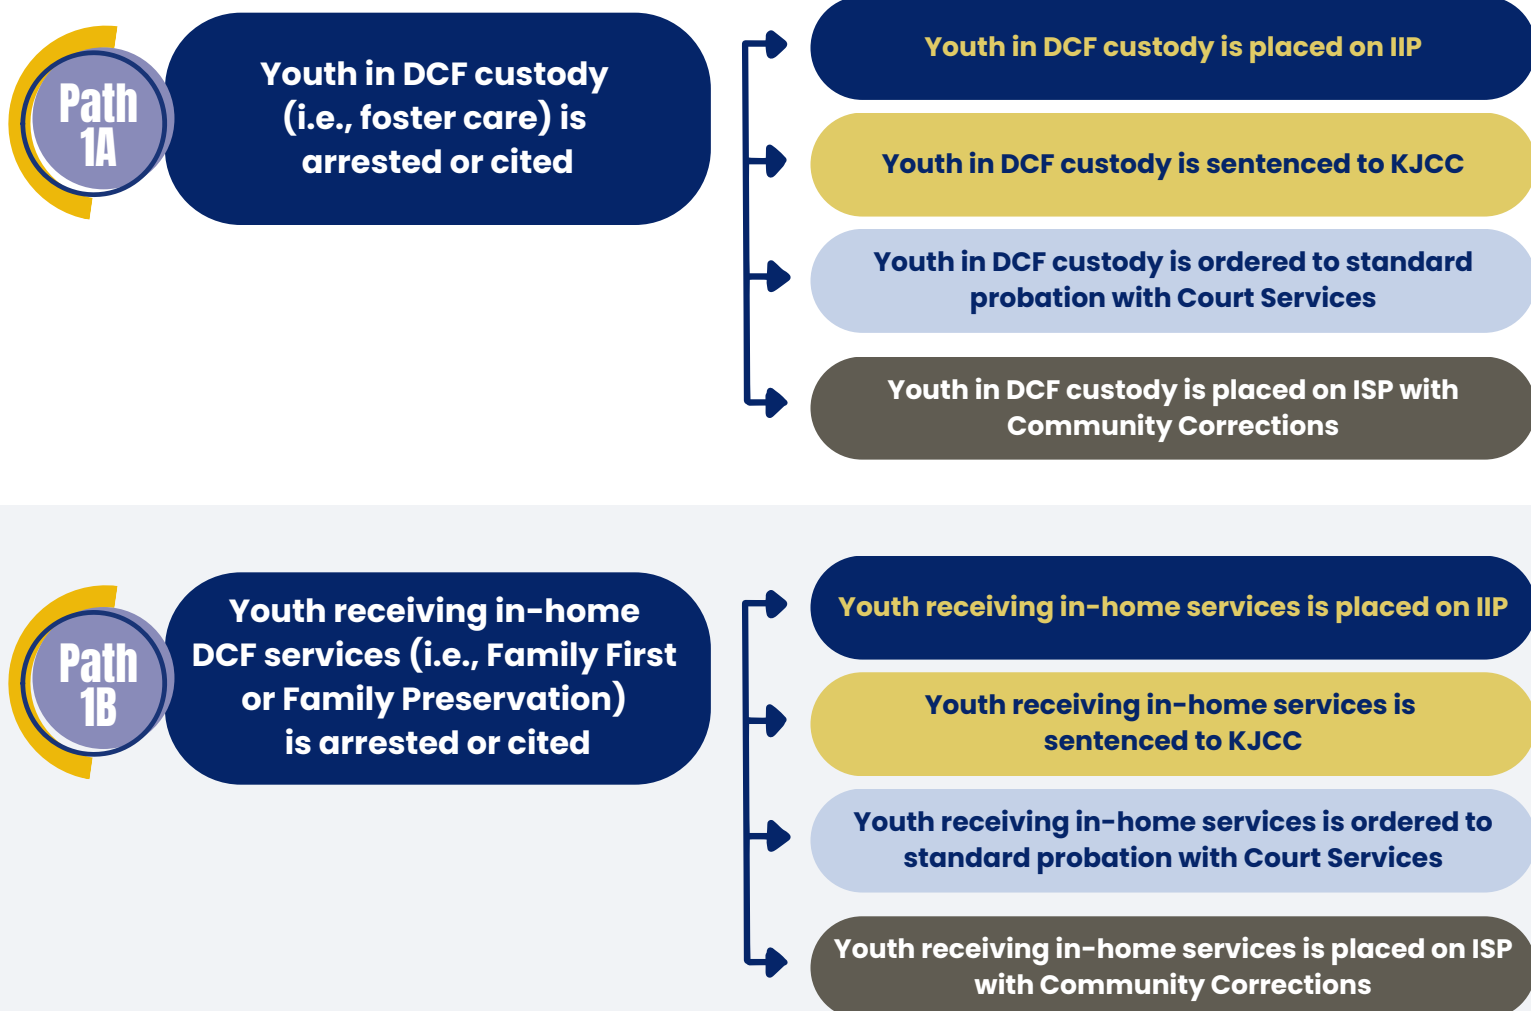 Path
1A
Youth in DCF custody
(i.e., foster care) is
arrested or cited
Youth in DCF custody is placed on IIP
Youth in DCF custody is sentenced to KJCC
Youth in DCF custody is ordered to standard
probation with Court Services
Youth in DCF custody is placed on ISP with
Community Corrections
Path
1B
Youth receiving in-home
DCF services (i.e., Family First
or Family Preservation)
is arrested or cited
Youth receiving in-home services is placed on IIP
Youth receiving in-home services is
sentenced to KJCC
Youth receiving in-home services is ordered to
standard probation with Court Services
Youth receiving in-home services is placed on ISP
with Community Corrections